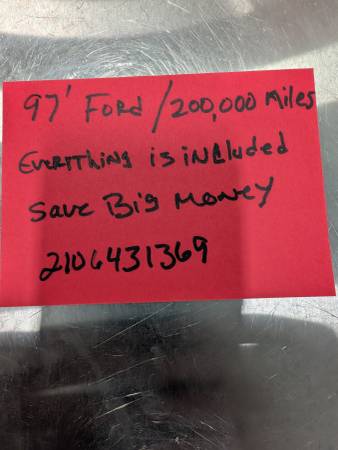 97' Ford / 200,000 Miles
Everything is included
Save Big Money
2106431369